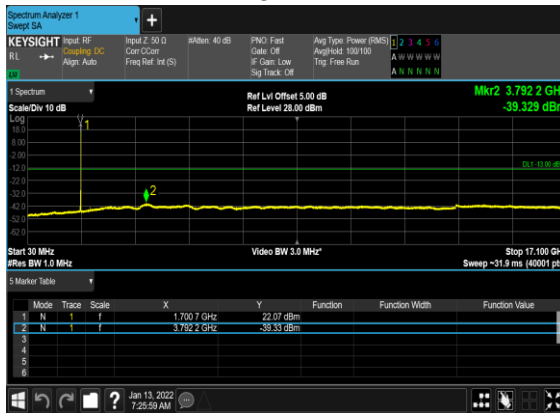 Spectrum Analyzer 1
Swept SA
KEYSIGHT Input: RF Input Z: 50 Ω #Atten: 40 dB PNO: Fast Avg Type: Power (RMS) 1 2 3 4 5 6
RL Coupling: DC Corr CCorr Gate: Off Avg|Hold: 100/100 A W W W W W
Align: Auto Freq Ref: Int (S) IF Gain: Low Trig: Free Run
Sig Track: Off A N N N N N
1 Spectrum
Ref Lvl Offset 5.00 dB Mkr2 3.792 2 GH
Scale/Div 10 dB Ref Level 28.00 dBm -39.329 dB
Log
18.0
8.00
-2.00
-12.0
DL1 -13.00 dB
-22.0
-32.0
-42.0
-52.0
-62.0
1
2
Start 30 MHz Video BW 3.0 MHz* Stop 17.100 GH
#Res BW 1.0 MHz Sweep ~31.9 ms (40001 pt
5 Marker Table
Mode Trace Scale X Y Function Function Width Function Value
1 N 1 f 1.700 7 GHz 22.07 dBm
2 N 1 f 3.792 2 GHz -39.33 dBm
3
4
5
6
? Jan 13, 2022
7:25:59 AM